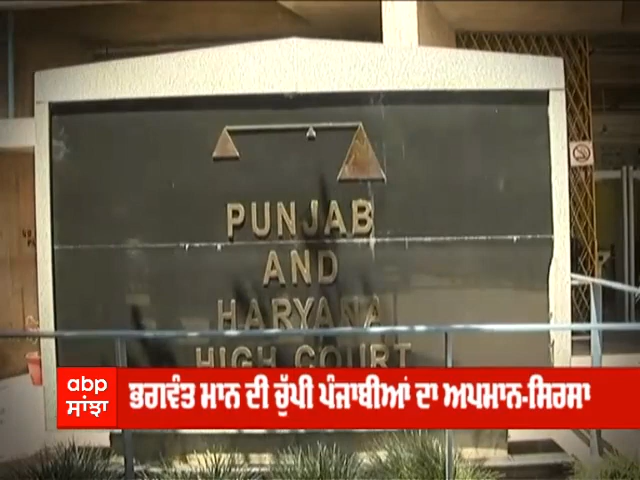 PUNJAB
AND
HARYANA
HIGH COURT
abp
ਸਾਂਝਾ
ਭਗਵੰਤ ਮਾਨ ਦੀ ਚੁੱਪੀ ਪੰਜਾਬੀਆਂ ਦਾ ਅਪਮਾਨ-ਸਿਰਸਾ